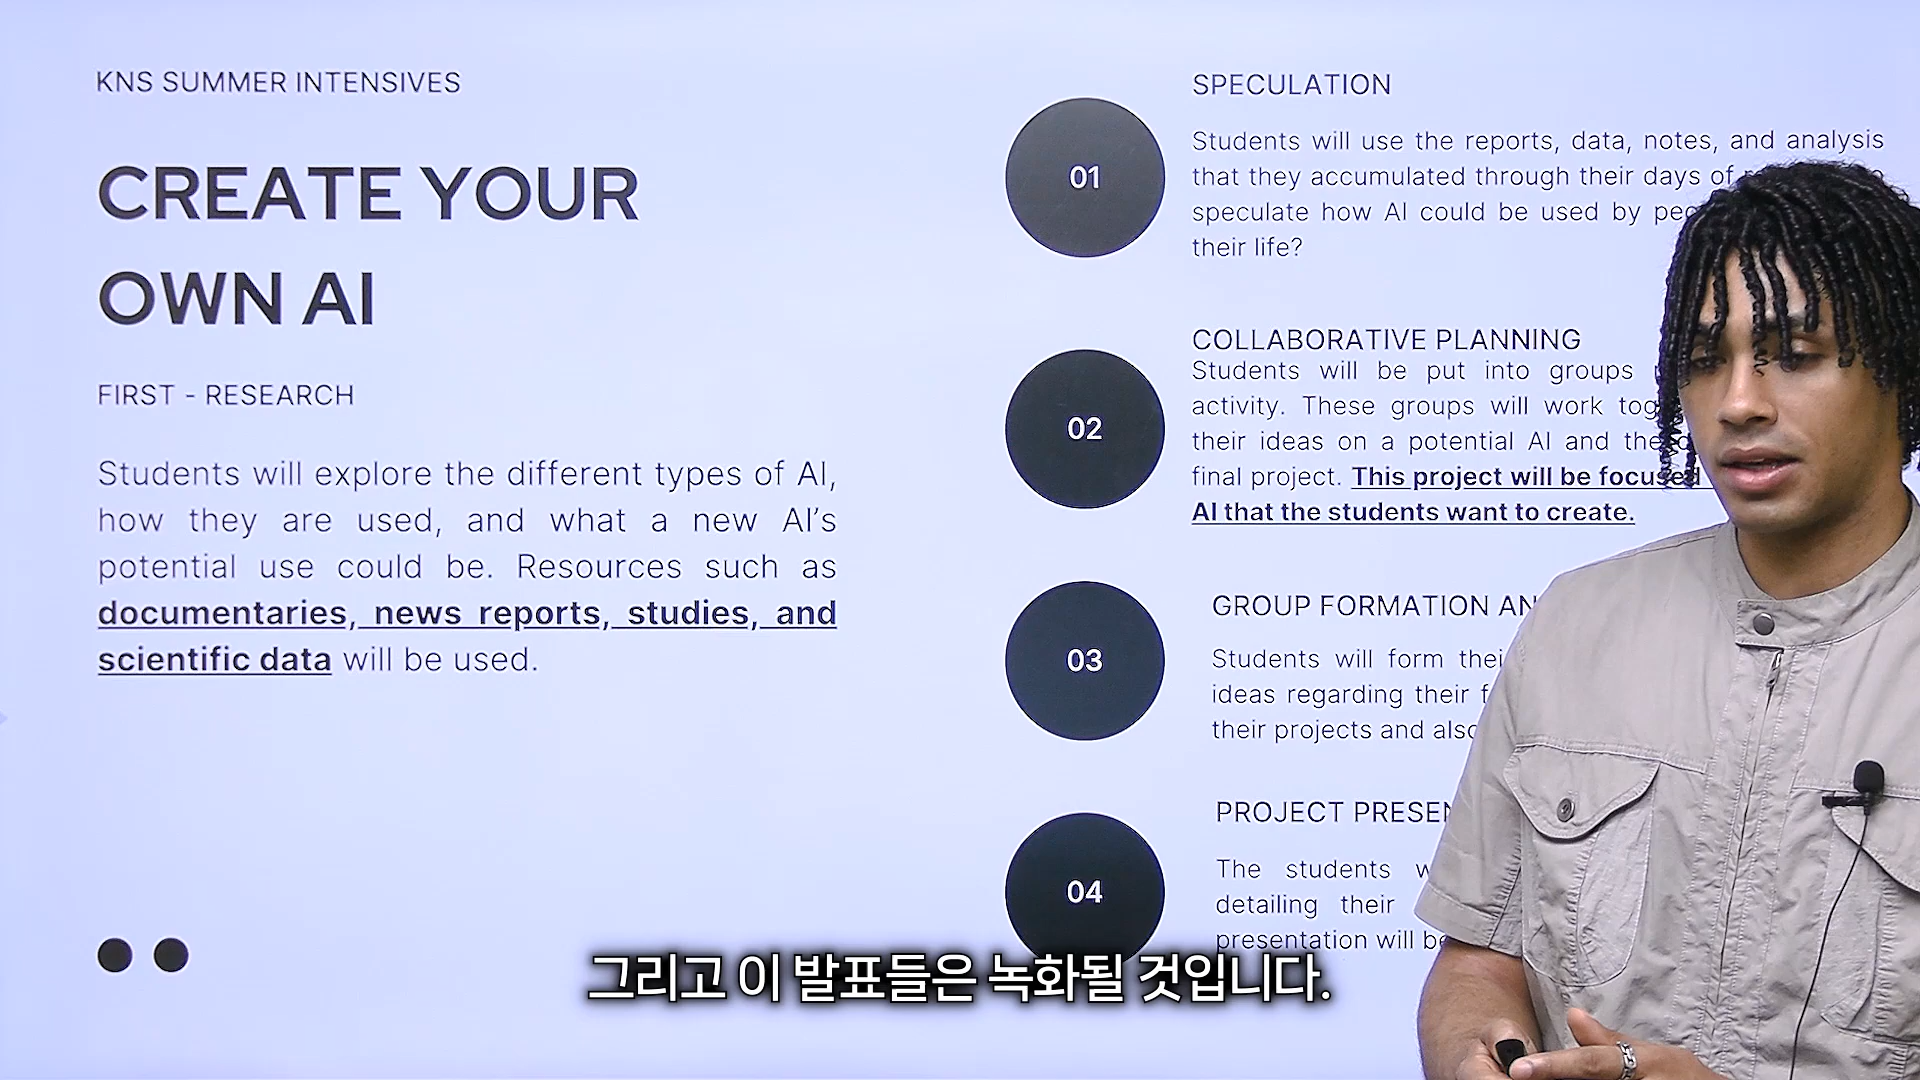 KNS SUMMER INTENSIVES
CREATE YOUR
OWN AI
FIRST - RESEARCH
Students will explore the different types of AI,
how they are used, and what a new AI's
potential use could be. Resources such as
documentaries, news reports, studies, and
scientific data will be used.
01
SPECULATION
Students will use the reports, data, notes, and analysis
that they accumulated through their days of
speculate how AI could be used by
their life?
02
COLLABORATIVE PLANNING
Students will be put into groups
activity. These groups will work
their ideas on a potential AI and
final project. This project will be focused
AI that the students want to create.
03
GROUP FORMATION
Students will form
ideas regarding their
their projects and
04
PROJECT
The students
detailing their
presentation will
그리고 이 발표들은 녹화될 것입니다.